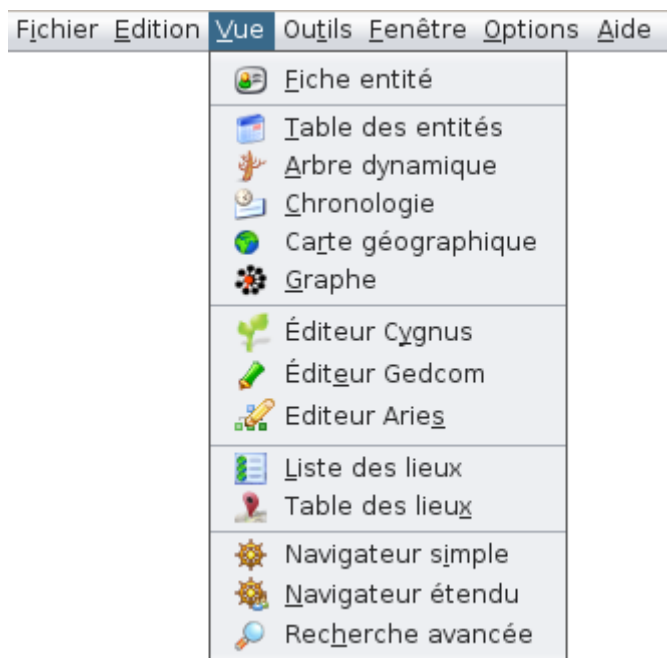 Fichier Edition Vue Outils Fenêtre Options Aide
Fiche entité
Table des entités
Arbre dynamique
Chronologie
Carte géographique
Graphe
Éditeur Cygnus
Éditeur Gedcom
Editeur Aries
Liste des lieux
Table des lieux
Navigateur simple
Navigateur étendu
Recherche avancée